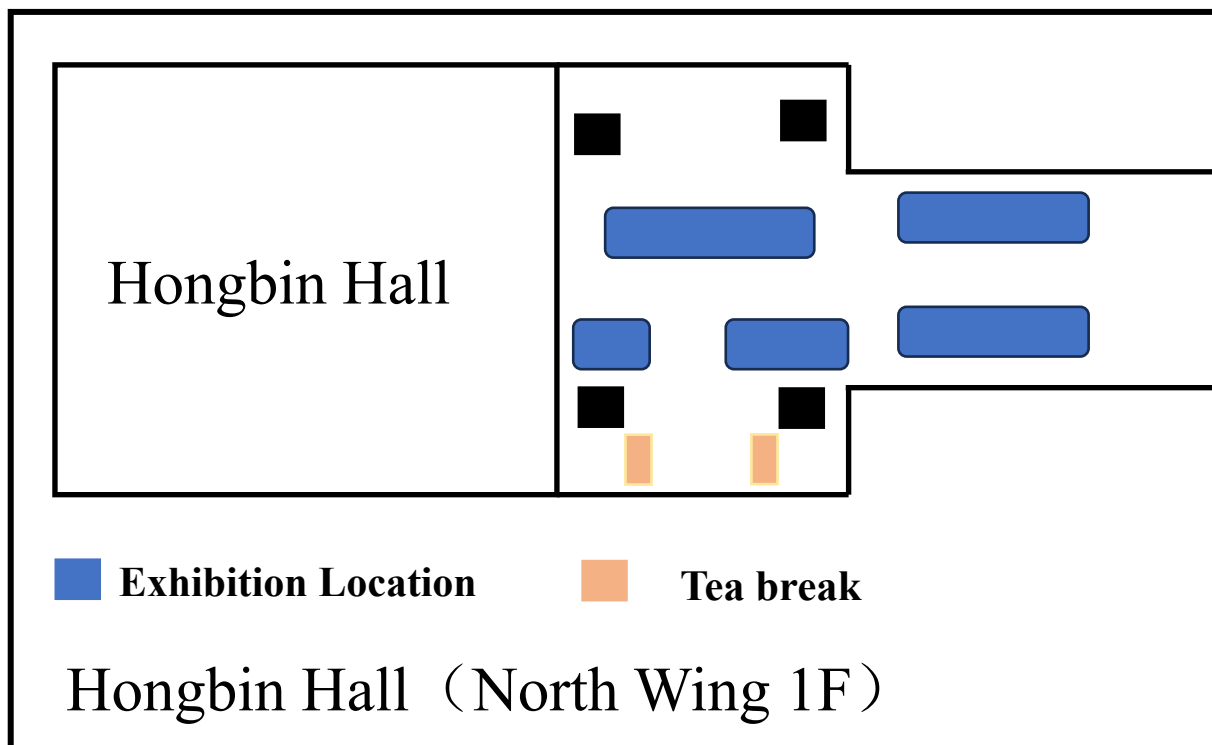 Hongbin Hall
Exhibition Location
Tea break
Hongbin Hall（North Wing 1F）